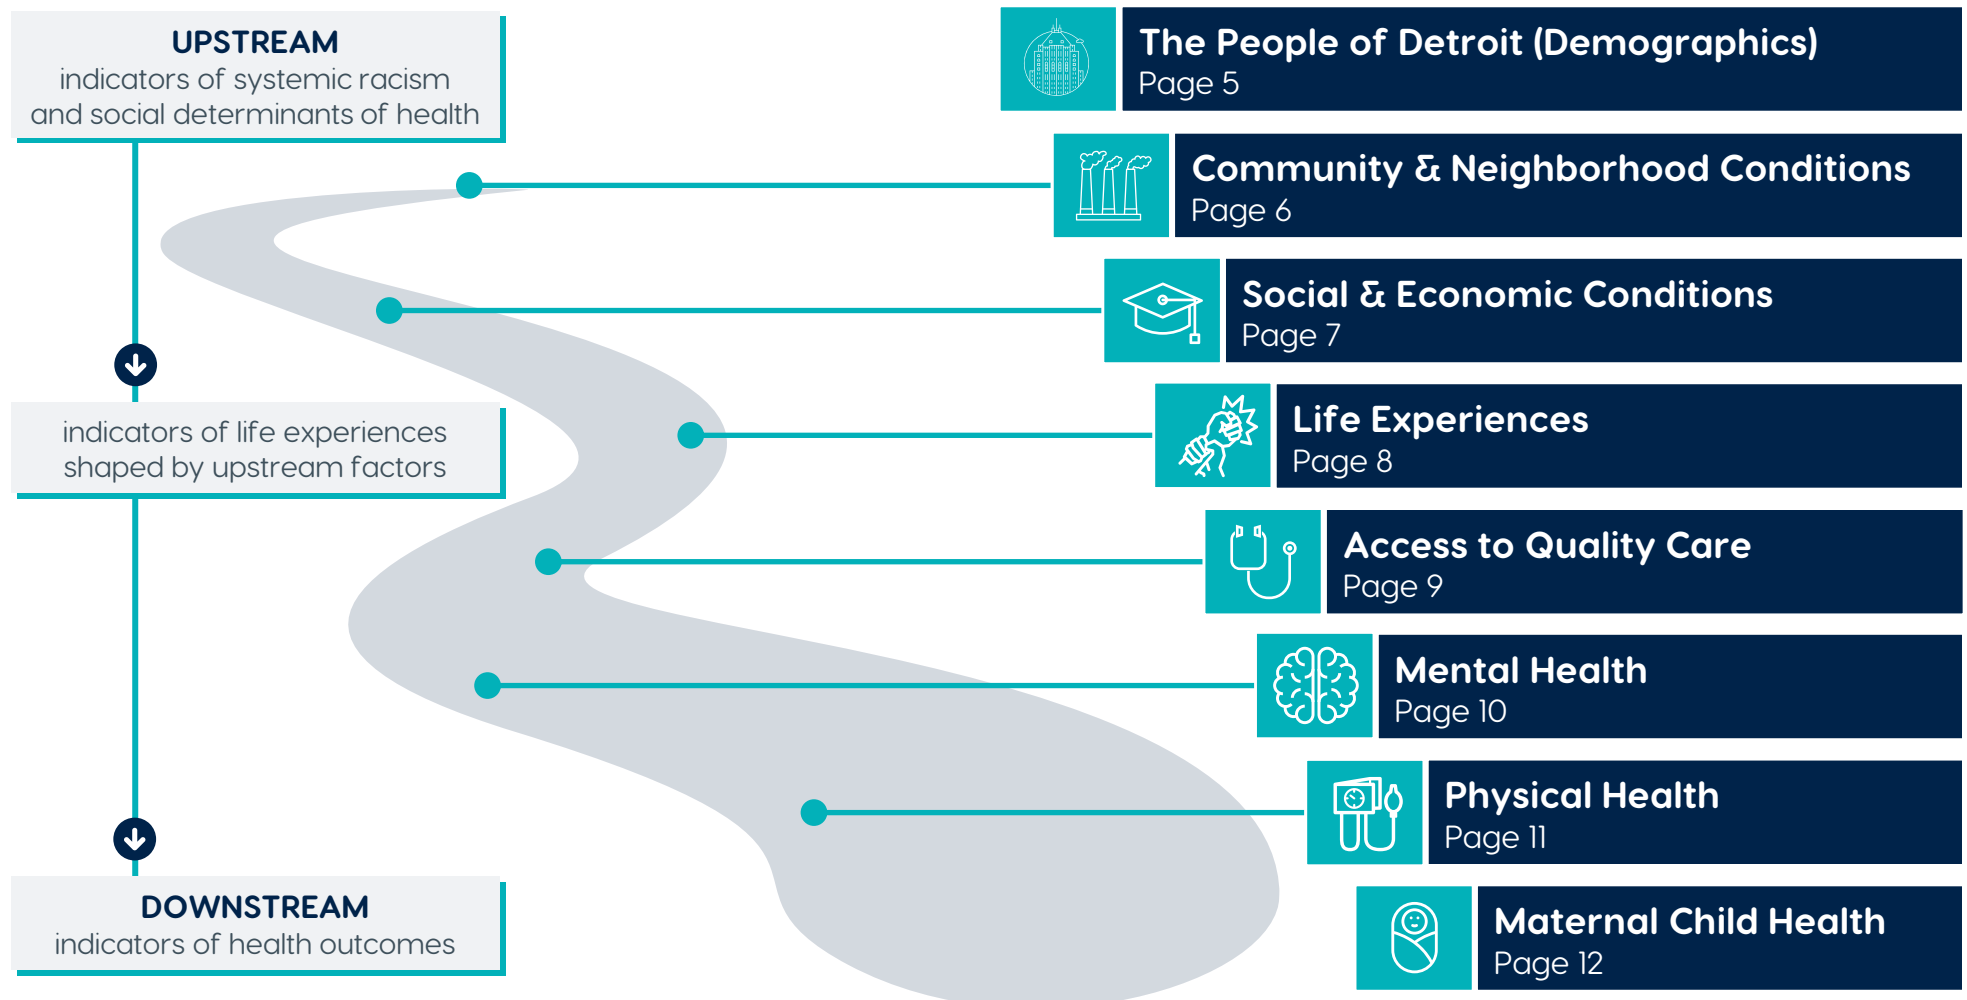 UPSTREAM
indicators of systemic racism
and social determinants of health
indicators of life experiences
shaped by upstream factors
DOWNSTREAM
indicators of health outcomes
The People of Detroit (Demographics)
Page 5
Community & Neighborhood Conditions
Page 6
Social & Economic Conditions
Page 7
Life Experiences
Page 8
Access to Quality Care
Page 9
Mental Health
Page 10
Physical Health
Page 11
Maternal Child Health
Page 12